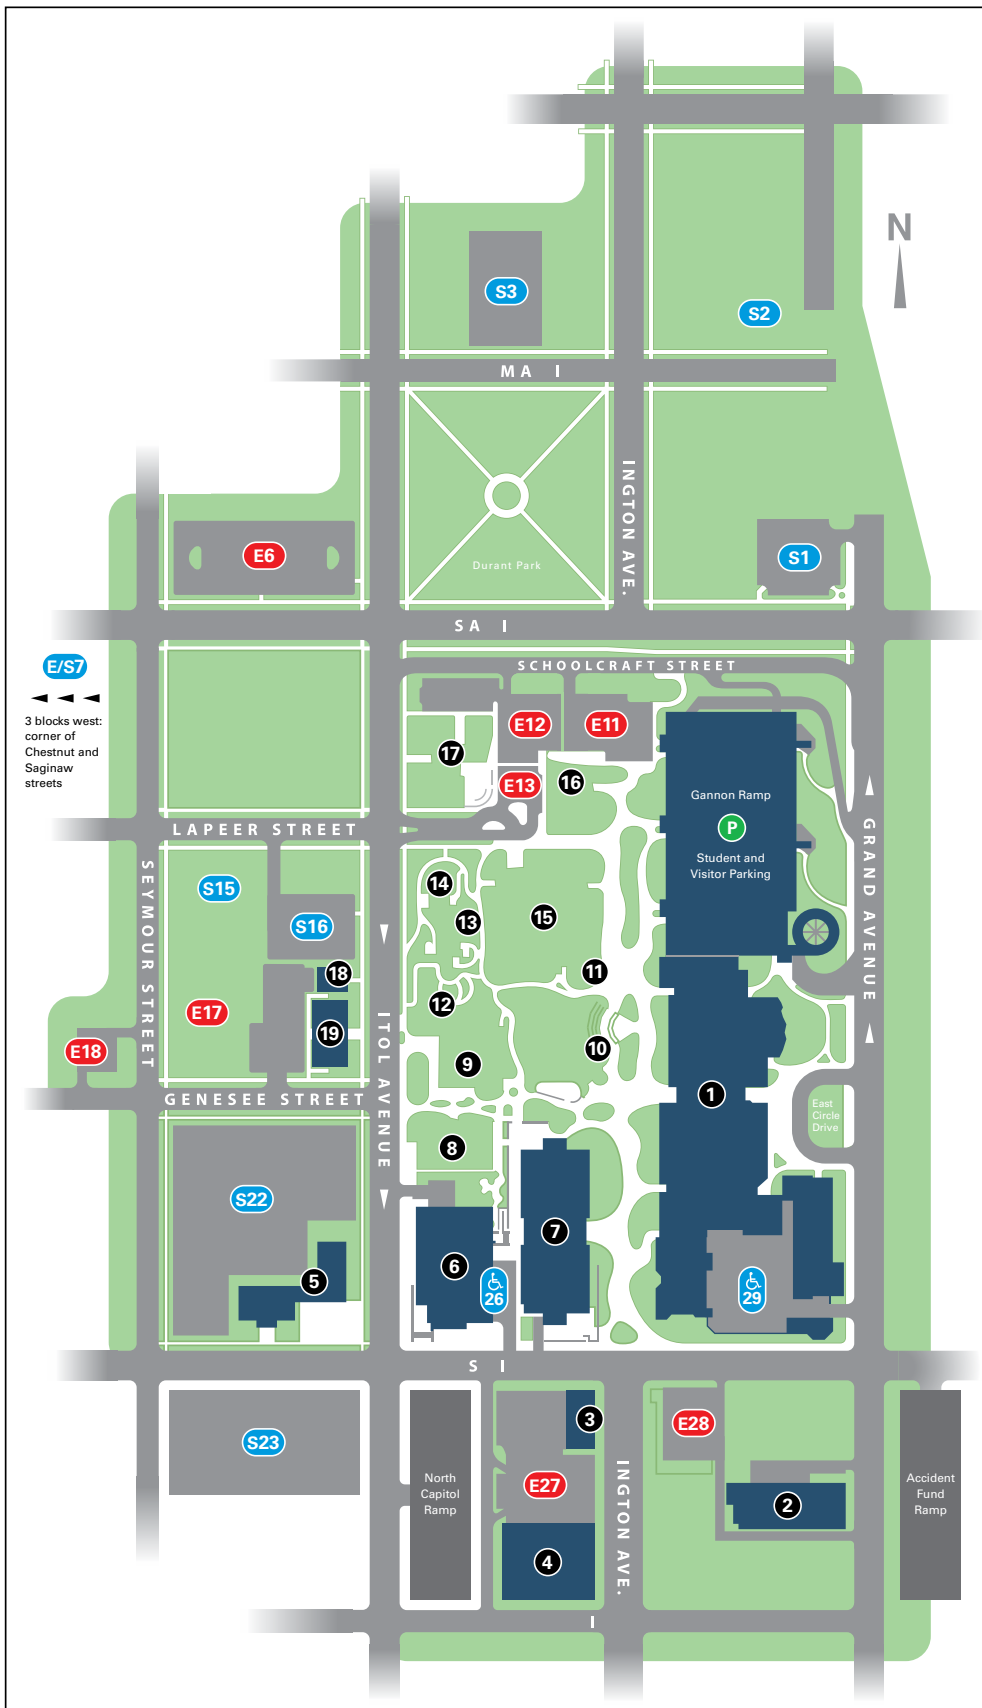 N
S3
S2
MA I
INGTON AVE.
Durant Park
E6
S1
SA I
E/S7
3 blocks west:
corner of
Chestnut and
Saginaw
streets
SCHOOLCRAFT STREET
E12
E11
17
E13
16
Gannon Ramp
P
Student and
Visitor Parking
LAPEER STREET
GRAND AVENUE
SEYMOUR STREET
S15
14
S16
13
15
18
11
12
E17
19
ITOL AVENUE
E18
10
9
1
GENESEE STREET
East
Circle
Drive
8
S22
7
6
5
26
29
S I
3
E28
S23
North
Capitol
Ramp
E27
INGTON AVE.
2
Accident
Fund
Ramp
4
I